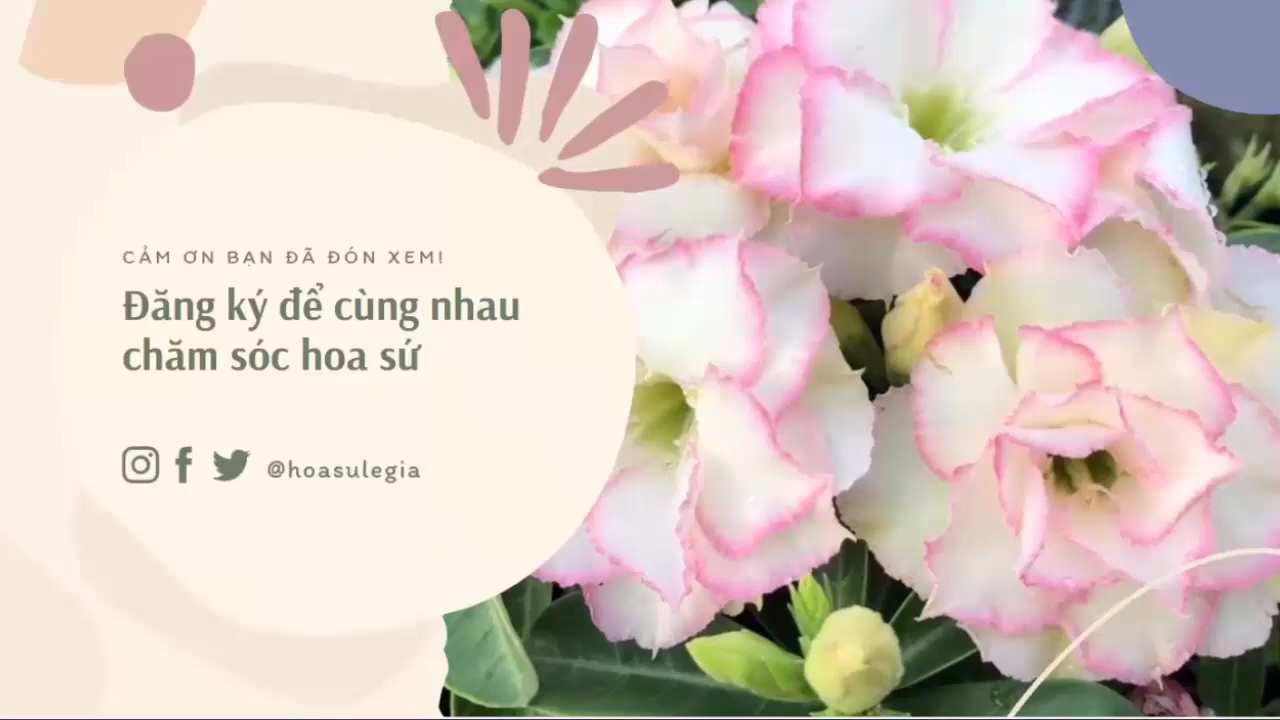 CẢM ƠN BẠN ĐÃ ĐÓN XEM!
Đăng ký để cùng nhau
chăm sóc hoa sứ
@hoasulegia